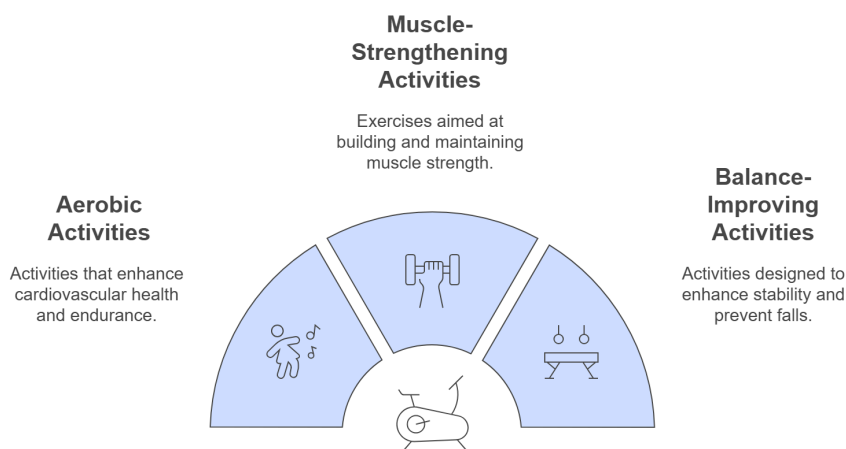 Muscle-
Strengthening
Activities
Exercises aimed at
building and maintaining
muscle strength.
Aerobic
Activities
Activities that enhance
cardiovascular health
and endurance.
Balance-
Improving
Activities
Activities designed to
enhance stability and
prevent falls.